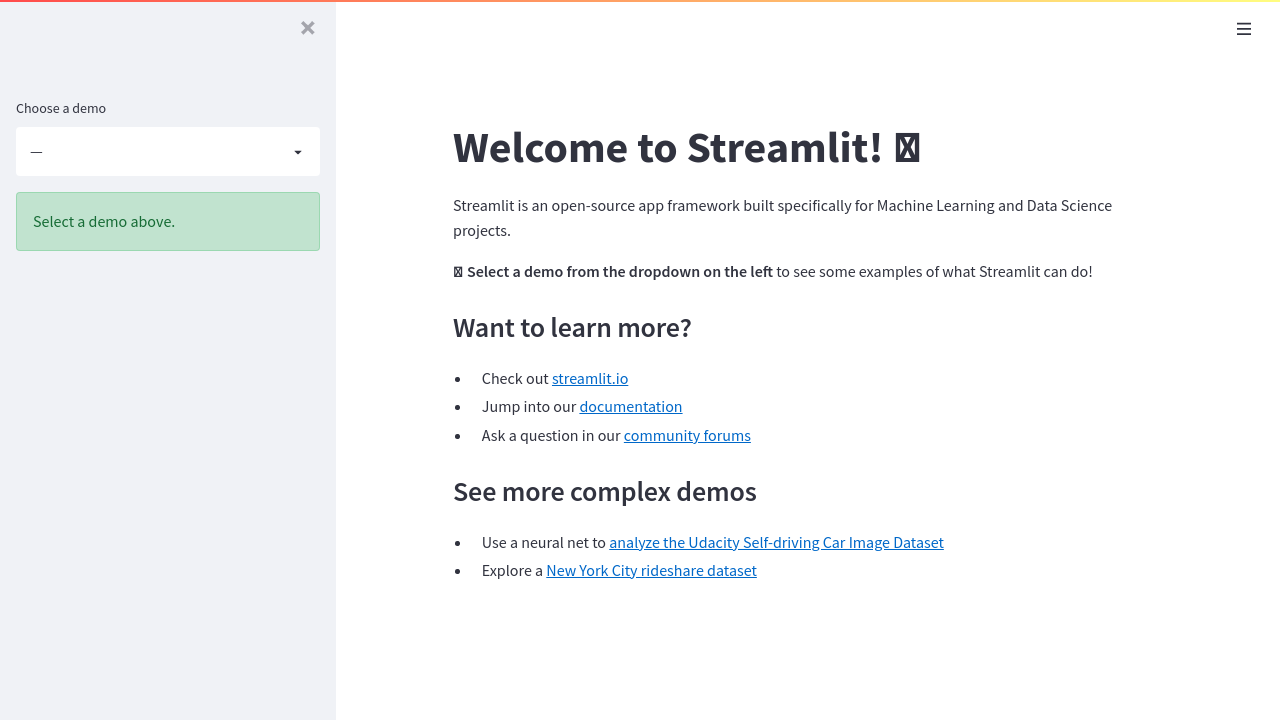 Choose a demo
—
Select a demo above.
Welcome to Streamlit!
Streamlit is an open-source app framework built specifically for Machine Learning and Data Science
projects.
Select a demo from the dropdown on the left to see some examples of what Streamlit can do!
Want to learn more?
Check out streamlit.io
Jump into our documentation
Ask a question in our community forums
See more complex demos
Use a neural net to analyze the Udacity Self-driving Car Image Dataset
Explore a New York City rideshare dataset